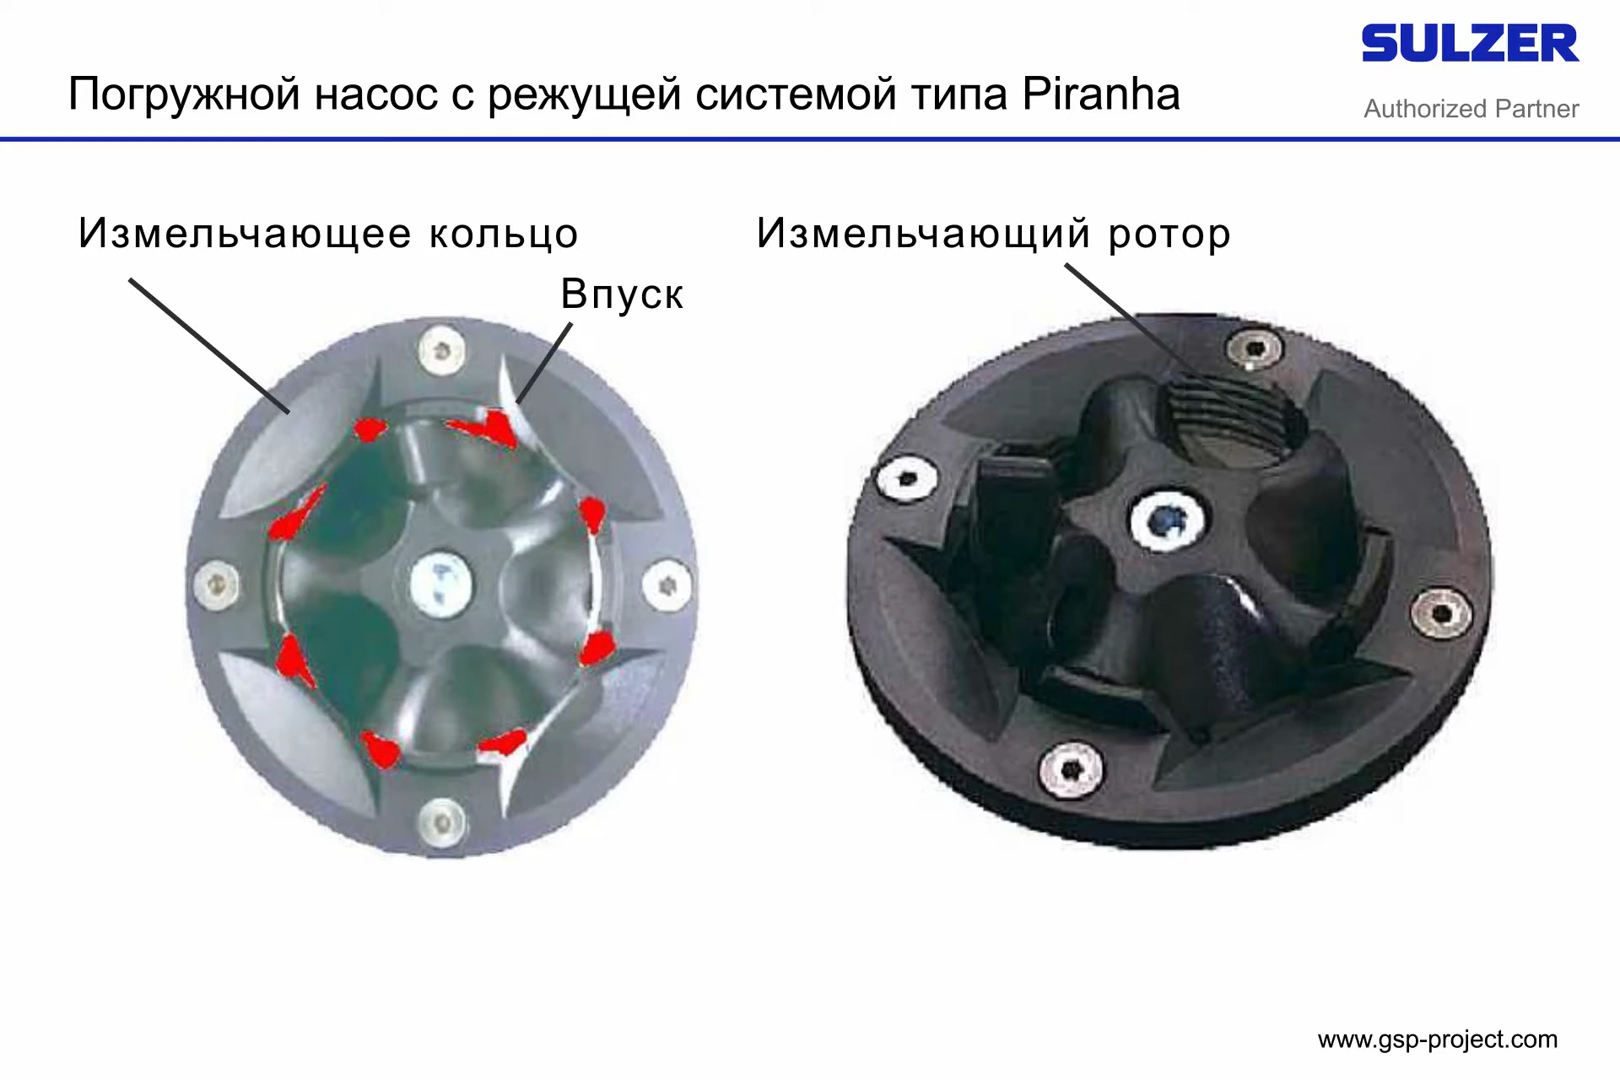 SULZER
Погружной насос с режущей системой типа Piranha
Authorized Partner
Измельчающее кольцо
Измельчающий ротор
Впуск
www.gsp-project.com